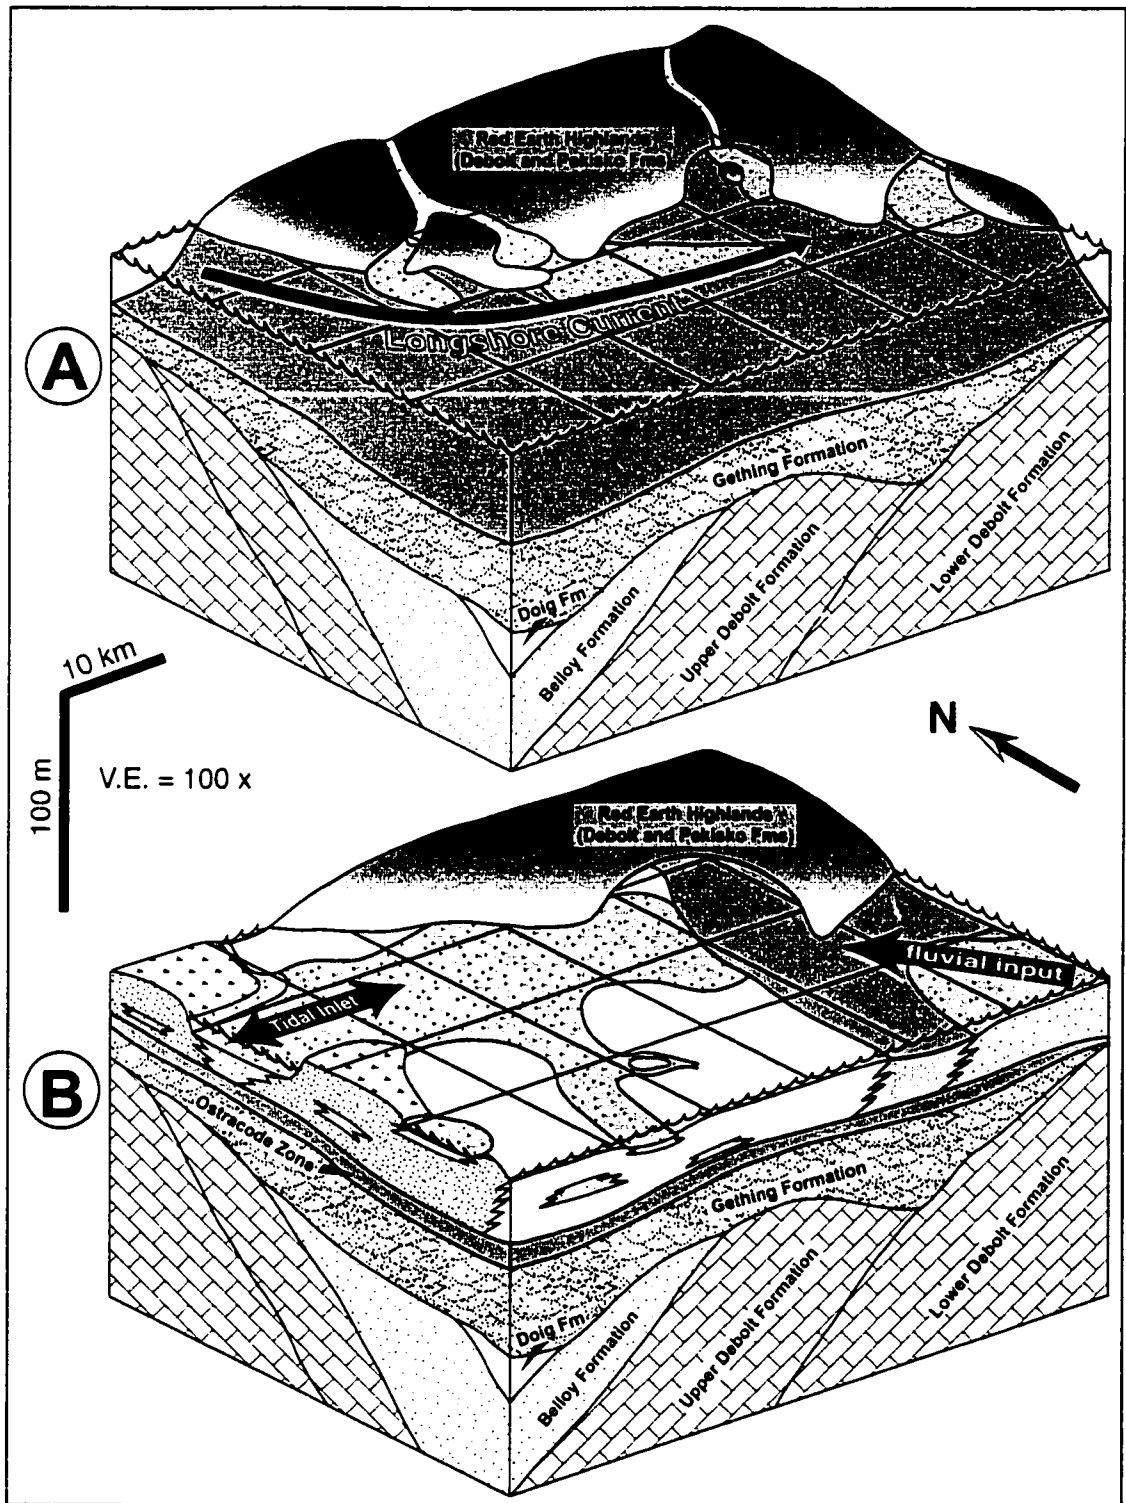 Red Earth Highlands
(Debolt and Pekisko Fms)
Longshore Current
A
Gething Formation
Doig Fm
Belloy Formation
Upper Debolt Formation
Lower Debolt Formation
10 km
100 m
V.E. = 100 x
N
Red Earth Highlands
(Debolt and Pekisko Fms)
fluvial input
Tidal Inlet
B
Ostracode Zone
Gething Formation
Doig Fm
Belloy Formation
Upper Debolt Formation
Lower Debolt Formation